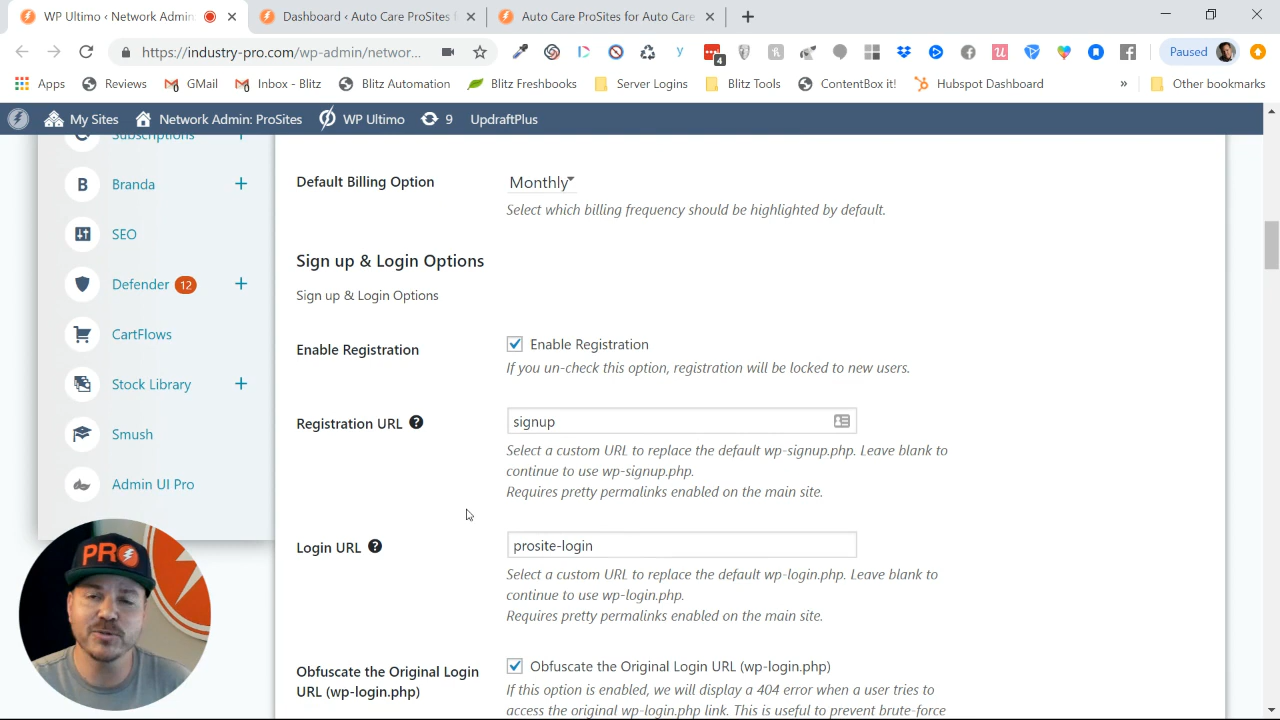 WP Ultimo ‹ Network Admin:
Dashboard ‹ Auto Care ProSites f
Auto Care ProSites for Auto Care
https://industry-pro.com/wp-admin/networ...
4
Paused
Apps
Reviews
GMail
Inbox - Blitz
Blitz Automation
Blitz Freshbooks
Server Logins
Blitz Tools
ContentBox it!
Hubspot Dashboard
»
Other bookmarks
My Sites
Network Admin: ProSites
WP Ultimo
9
UpdraftPlus
Subscriptions +
B Branda +
SEO
Defender 12 +
CartFlows
Stock Library +
Smush
Admin UI Pro
PRO
Default Billing Option
Monthly
Select which billing frequency should be highlighted by default.
Sign up & Login Options
Sign up & Login Options
Enable Registration
Enable Registration
If you un-check this option, registration will be locked to new users.
Registration URL ?
signup
Select a custom URL to replace the default wp-signup.php. Leave blank to
continue to use wp-signup.php.
Requires pretty permalinks enabled on the main site.
Login URL ?
prosite-login
Select a custom URL to replace the default wp-login.php. Leave blank to
continue to use wp-login.php.
Requires pretty permalinks enabled on the main site.
Obfuscate the Original Login
URL (wp-login.php)
Obfuscate the Original Login URL (wp-login.php)
If this option is enabled, we will display a 404 error when a user tries to
access the original wp-login.php link. This is useful to prevent brute-force